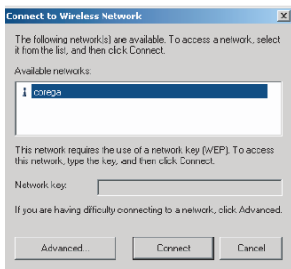 Connect to Wireless Network
The following network(s) are available. To access a network, select
it from the list, and then click Connect.
Available networks:
corega
This network requires the use of a network key (WEP). To access
this network, type the key, and then click Connect.
Network key:
If you are having difficulty connecting to a network, click Advanced.
Advanced...
Connect
Cancel